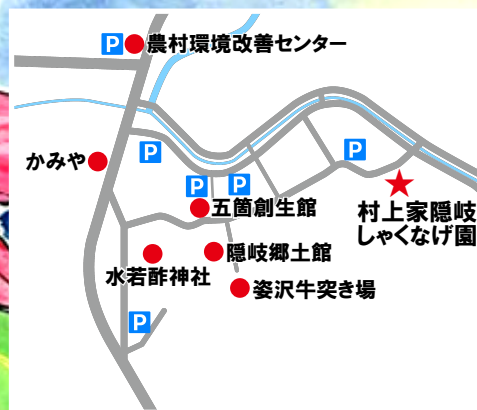 P 農村環境改善センター
P
かみや
P
P
P
五箇創生館
村上家隠岐
しゃくなげ園
隠岐郷土館
水若酢神社
姿沢牛突き場
P